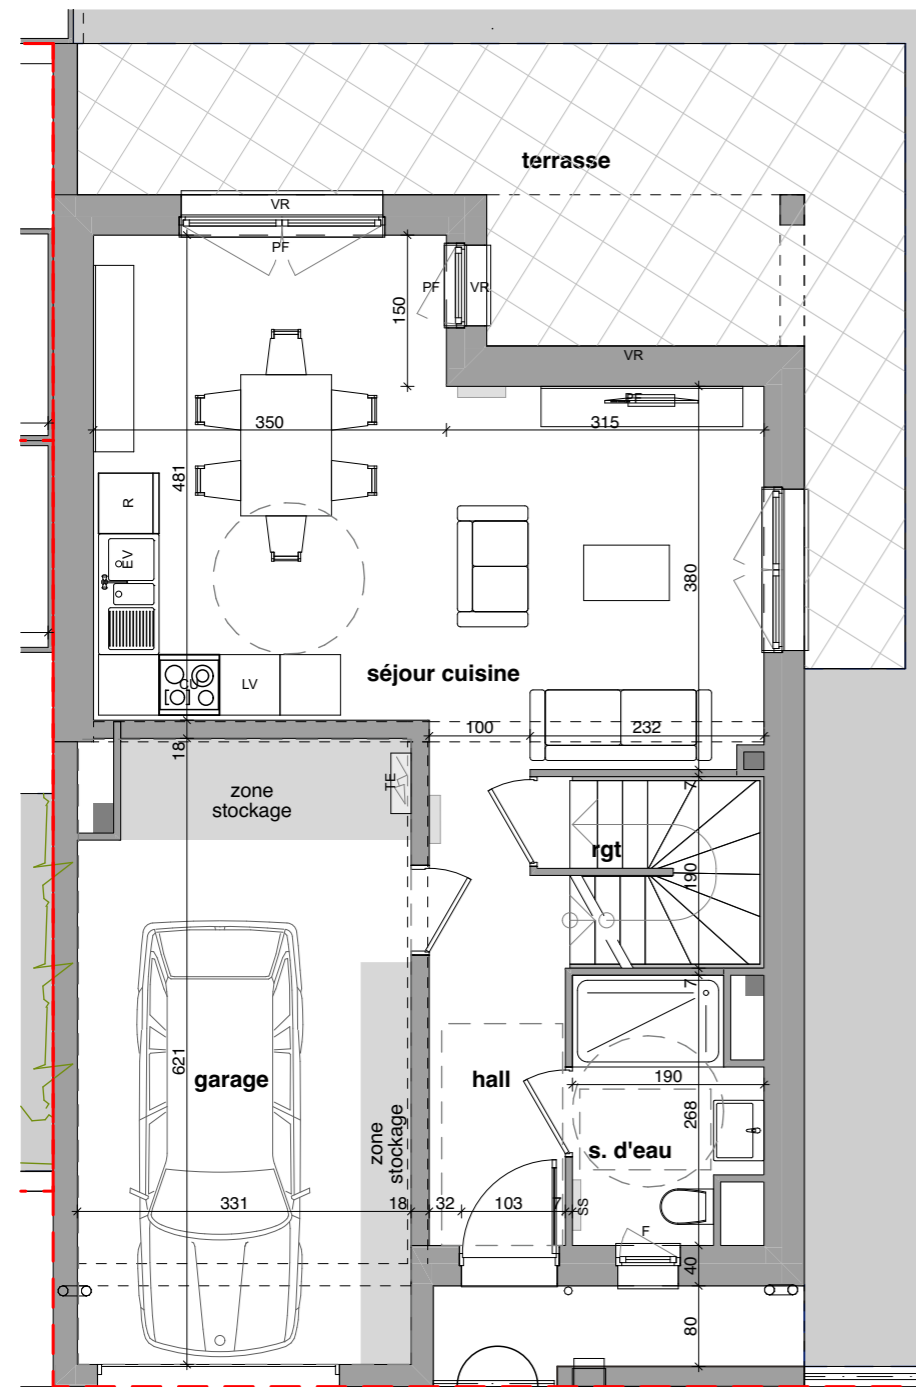 terrasse
VR
PF
PF
VR
150
VR
PF
350
315
481
R
EV
380
séjour cuisine
CU
LV
100
232
18
TE
zone
stockage
7
rgt
190
7
621
garage
hall
190
268
s. d'eau
zone
stockage
331
18
32
103
7
SS
F
40
80